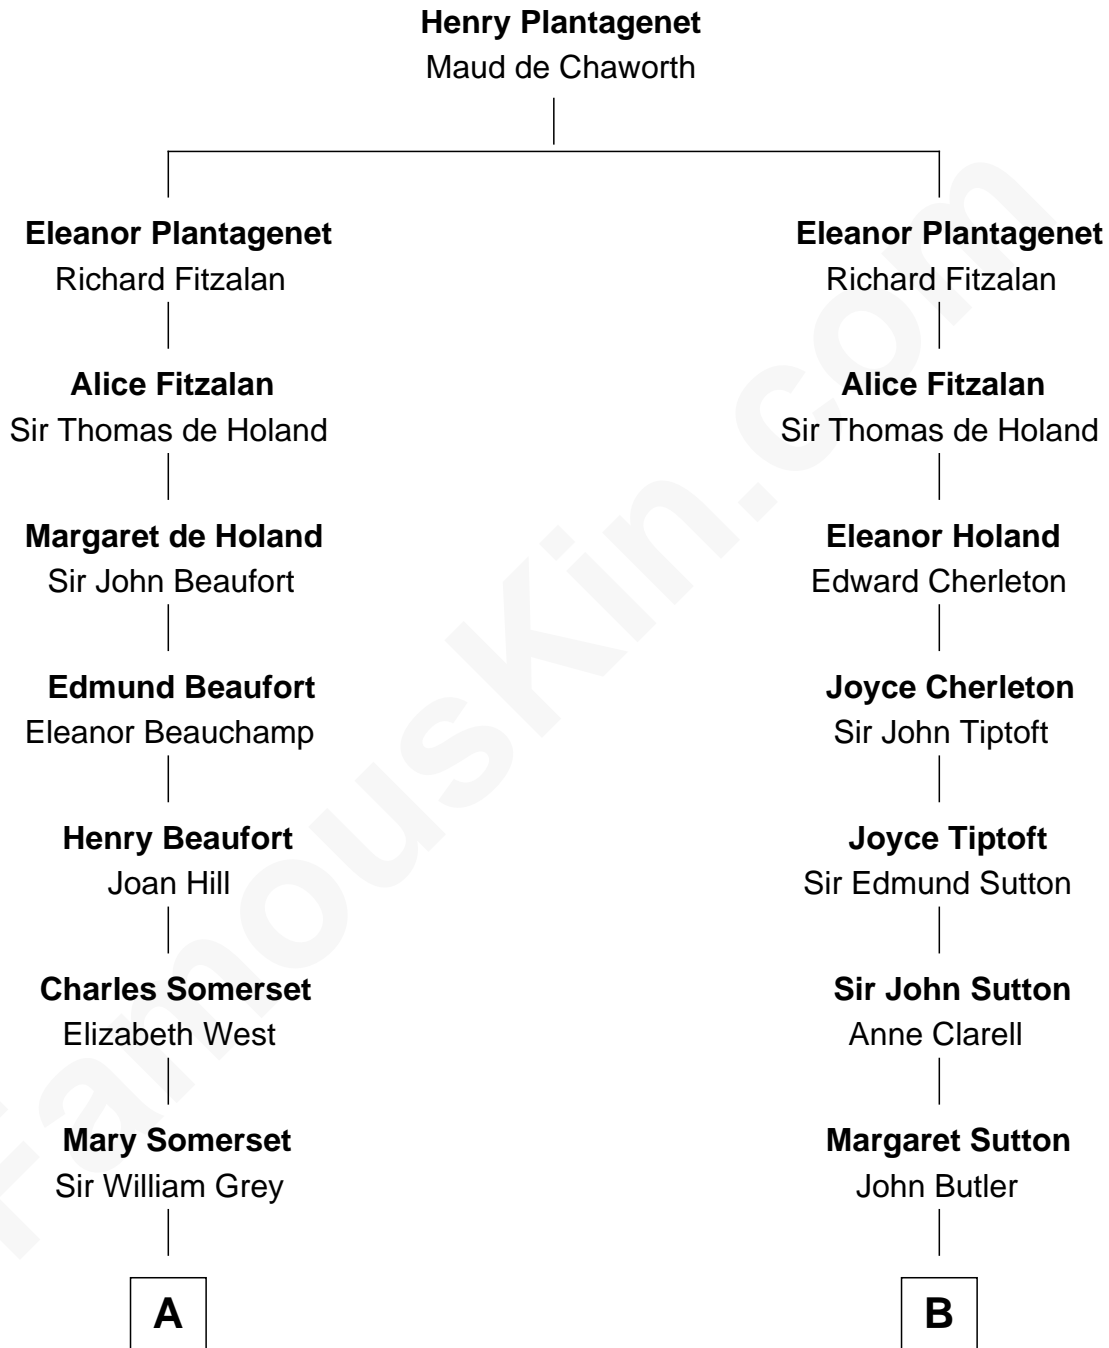 Henry Plantagenet
Maud de Chaworth
Eleanor Plantagenet
Richard Fitzalan
Eleanor Plantagenet
Richard Fitzalan
Alice Fitzalan
Sir Thomas de Holand
Alice Fitzalan
Sir Thomas de Holand
Margaret de Holand
Sir John Beaufort
Eleanor Holand
Edward Cherleton
Edmund Beaufort
Eleanor Beauchamp
Joyce Cherleton
Sir John Tiptoft
Henry Beaufort
Joan Hill
Joyce Tiptoft
Sir Edmund Sutton
Charles Somerset
Elizabeth West
Sir John Sutton
Anne Clarell
Mary Somerset
Sir William Grey
Margaret Sutton
John Butler
A
B
FamousKin.com